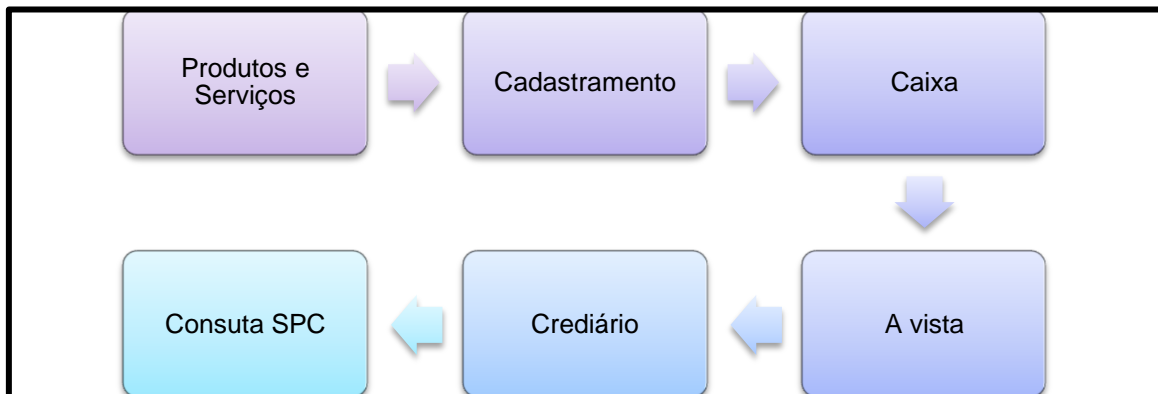 Produtos e
Serviços
Cadastramento
Caixa
A vista
Crediário
Consuta SPC